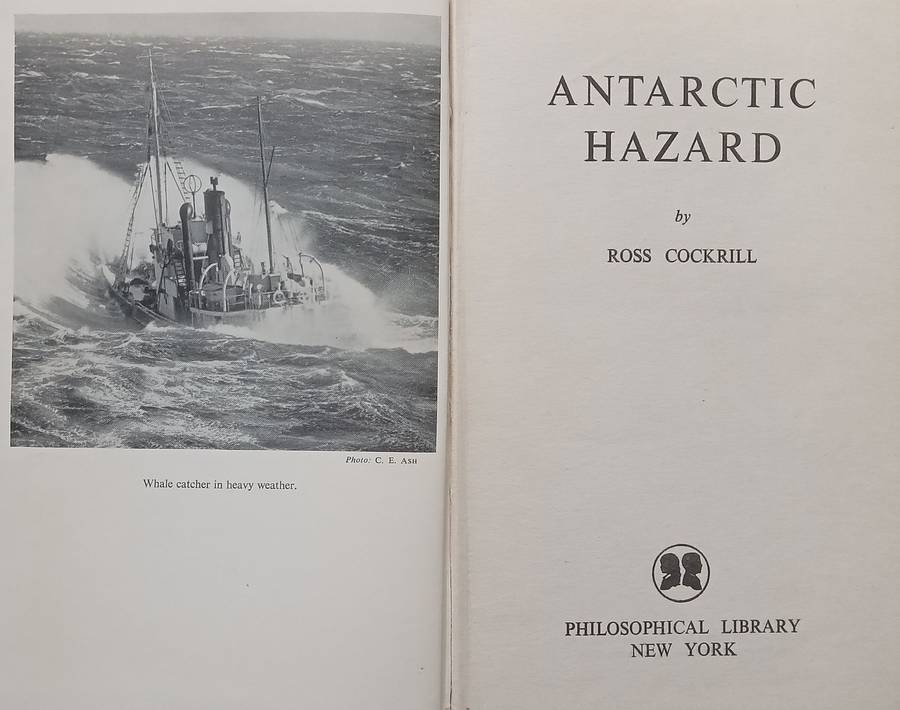 Photo: C. E. ASH
Whale catcher in heavy weather.
ANTARCTIC
HAZARD
by
ROSS COCKRILL
PHILOSOPHICAL LIBRARY
NEW YORK